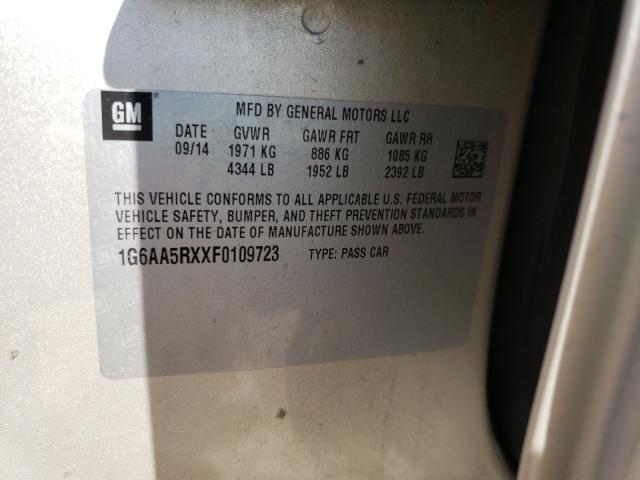 GM
MFD BY GENERAL MOTORS LLC
DATE GVWR GAWR FRT GAWR RR
09/14 1971 KG 886 KG 1085 KG
4344 LB 1952 LB 2392 LB
THIS VEHICLE CONFORMS TO ALL APPLICABLE U.S. FEDERAL MOTOR
VEHICLE SAFETY, BUMPER, AND THEFT PREVENTION STANDARDS IN
EFFECT ON THE DATE OF MANUFACTURE SHOWN ABOVE.
1G6AA5RXXF0109723 TYPE: PASS CAR